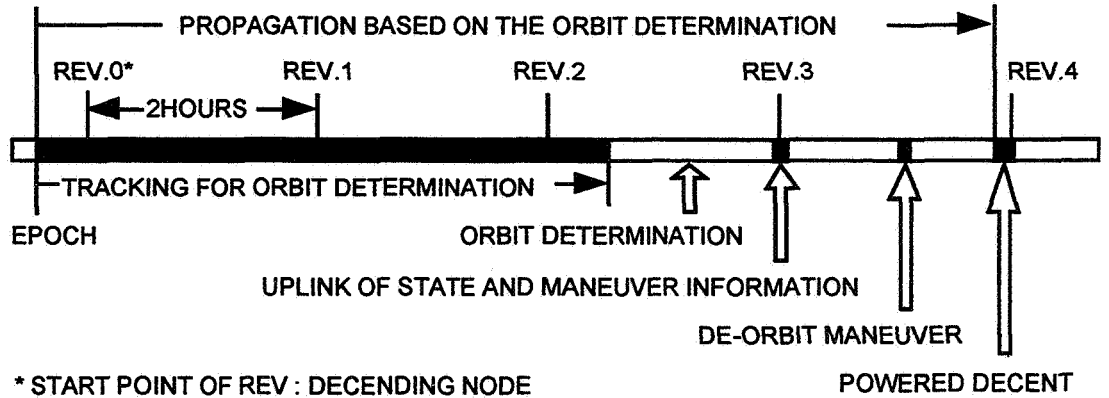 PROPAGATION BASED ON THE ORBIT DETERMINATION
REV.0* REV.1 REV.2 REV.3 REV.4
2HOURS
TRACKING FOR ORBIT DETERMINATION
EPOCH ORBIT DETERMINATION
UPLINK OF STATE AND MANEUVER INFORMATION
DE-ORBIT MANEUVER
* START POINT OF REV : DECENDING NODE POWERED DECENT